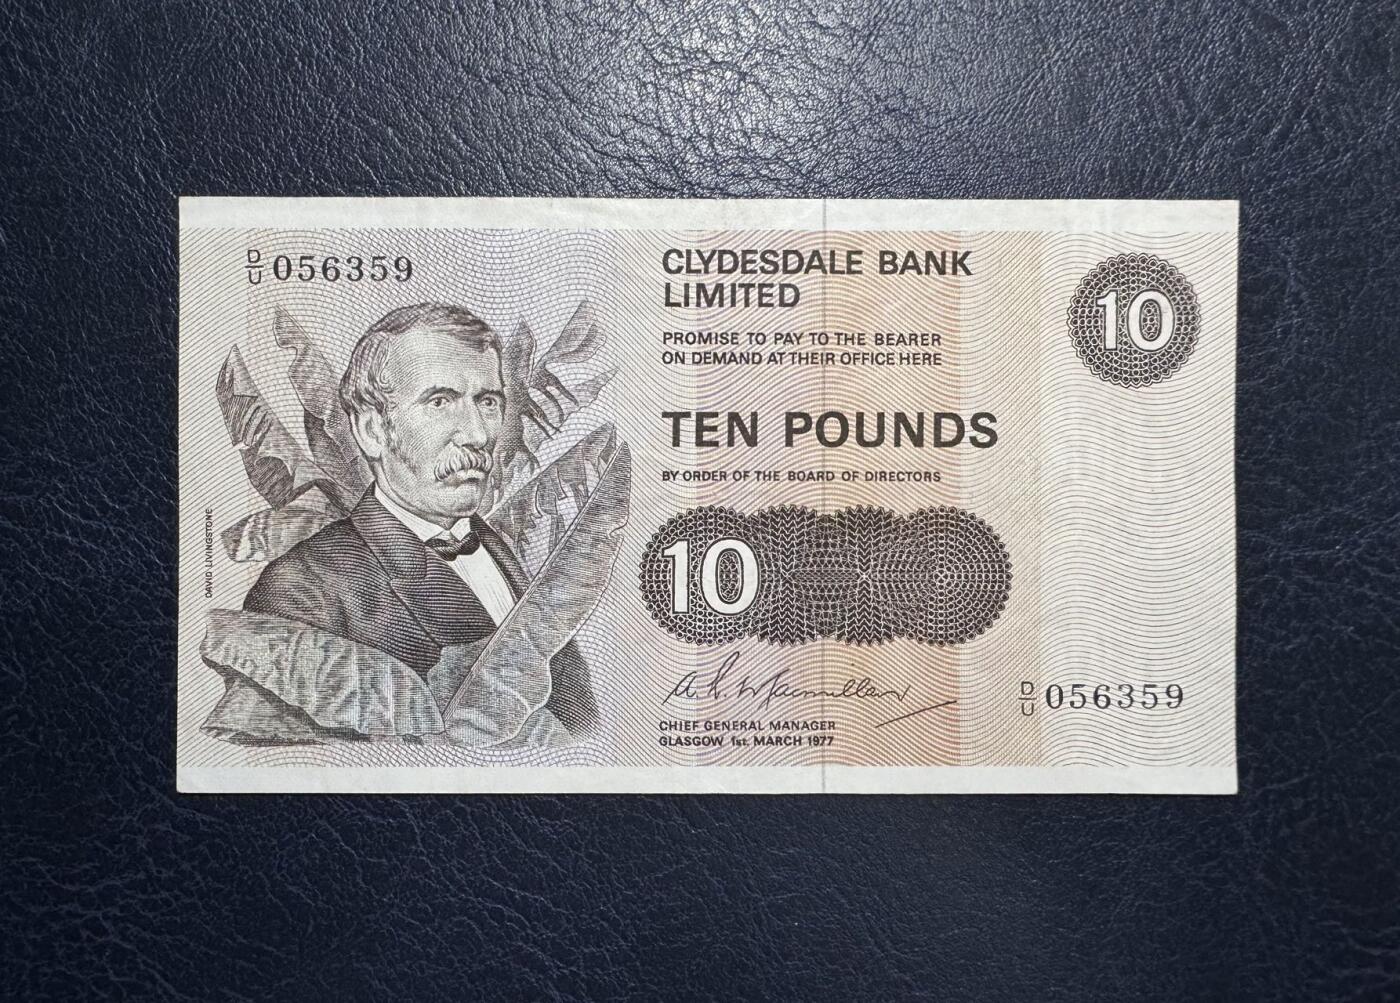 D/U 056359
CLYDESDALE BANK
LIMITED
PROMISE TO PAY TO THE BEARER
ON DEMAND AT THEIR OFFICE HERE
10
TEN POUNDS
BY ORDER OF THE BOARD OF DIRECTORS
10
DAVID LIVINGSTONE
A. R. Macmillan
CHIEF GENERAL MANAGER
GLASGOW 1st. MARCH 1977
D/U 056359